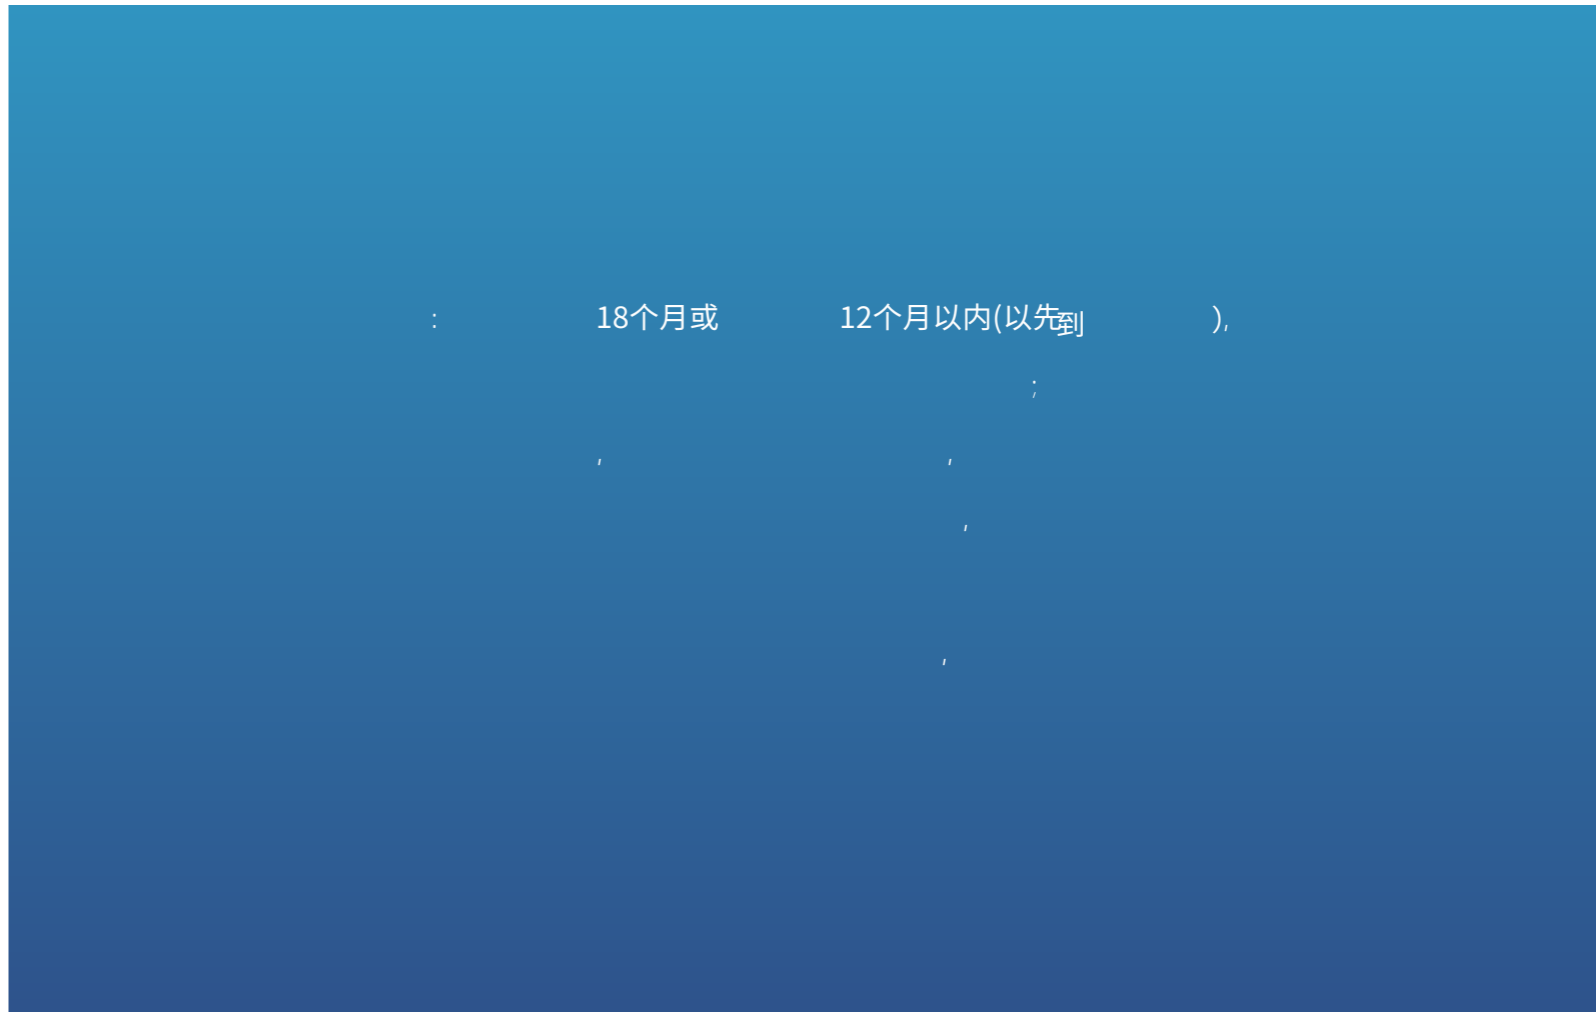 : 18个月或 12个月以内(以先到 ),
;
, ,
,
,